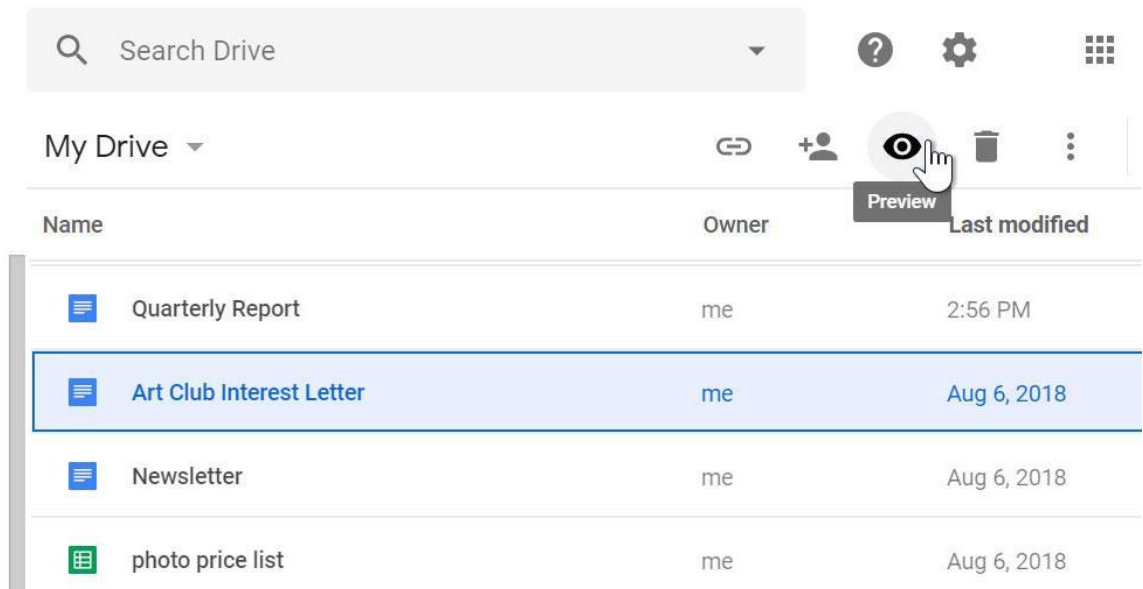 Search Drive
My Drive
Preview
Name Owner Last modified
Quarterly Report me 2:56 PM
Art Club Interest Letter me Aug 6, 2018
Newsletter me Aug 6, 2018
photo price list me Aug 6, 2018